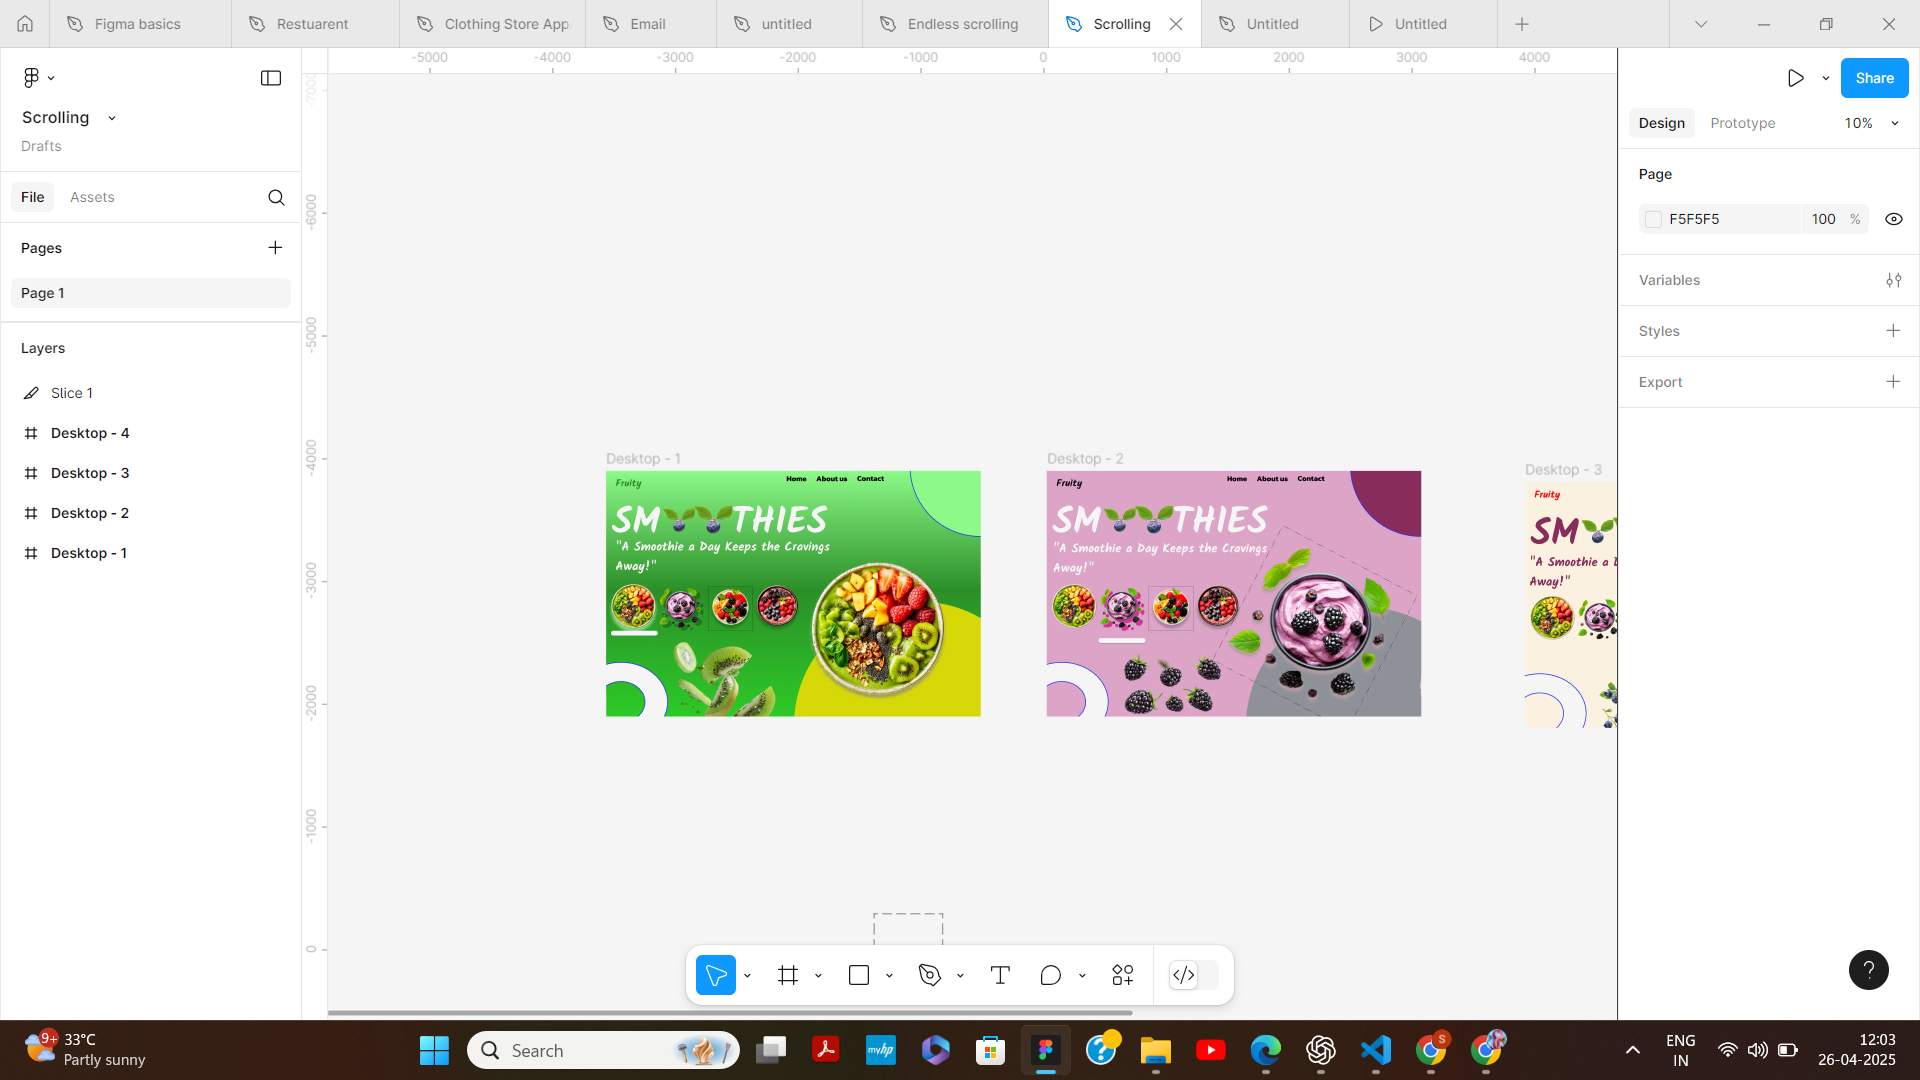 Figma basics
Restuarent
Clothing Store App
Email
untitled
Endless scrolling
Scrolling
Untitled
Untitled
-5000
-4000
-3000
-2000
-1000
0
1000
2000
3000
4000
Share
Scrolling
Drafts
Design
Prototype
10%
File
Assets
Page
F5F5F5
100
%
Pages
Page 1
Variables
Styles
Export
Layers
Slice 1
Desktop - 4
Desktop - 3
Desktop - 2
Desktop - 1
-7000
-6000
-5000
-4000
-3000
-2000
-1000
0
Desktop - 1
Fruity
Home
About us
Contact
SM THIES
"A Smoothie a Day Keeps the Cravings
Away!"
Desktop - 2
Fruity
Home
About us
Contact
SM THIES
"A Smoothie a Day Keeps the Cravings
Away!"
Desktop - 3
Fruity
SM
"A Smoothie a
Away!"
?
9+
33°C
Partly sunny
Search
myhp
S
ENG
IN
12:03
26-04-2025